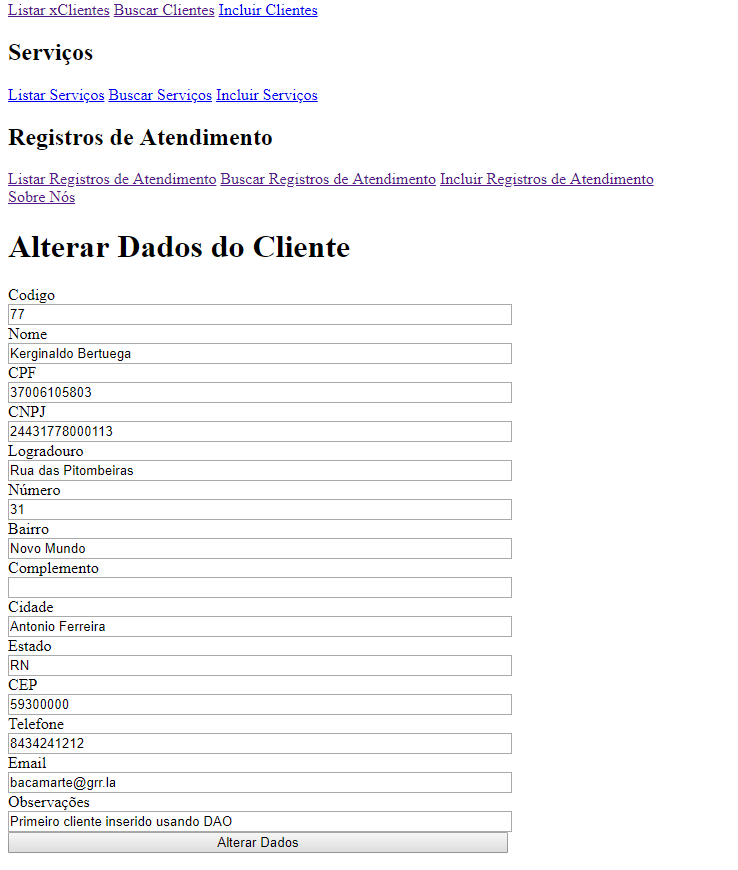 Listar xClientes Buscar Clientes Incluir Clientes
Serviços
Listar Serviços Buscar Serviços Incluir Serviços
Registros de Atendimento
Listar Registros de Atendimento Buscar Registros de Atendimento Incluir Registros de Atendimento
Sobre Nós
Alterar Dados do Cliente
Codigo
77
Nome
Kerginaldo Bertuega
CPF
37006105803
CNPJ
24431778000113
Logradouro
Rua das Pitombeiras
Número
31
Bairro
Novo Mundo
Complemento
Cidade
Antonio Ferreira
Estado
RN
CEP
59300000
Telefone
8434241212
Email
bacamarte@grr.la
Observações
Primeiro cliente inserido usando DAO
Alterar Dados